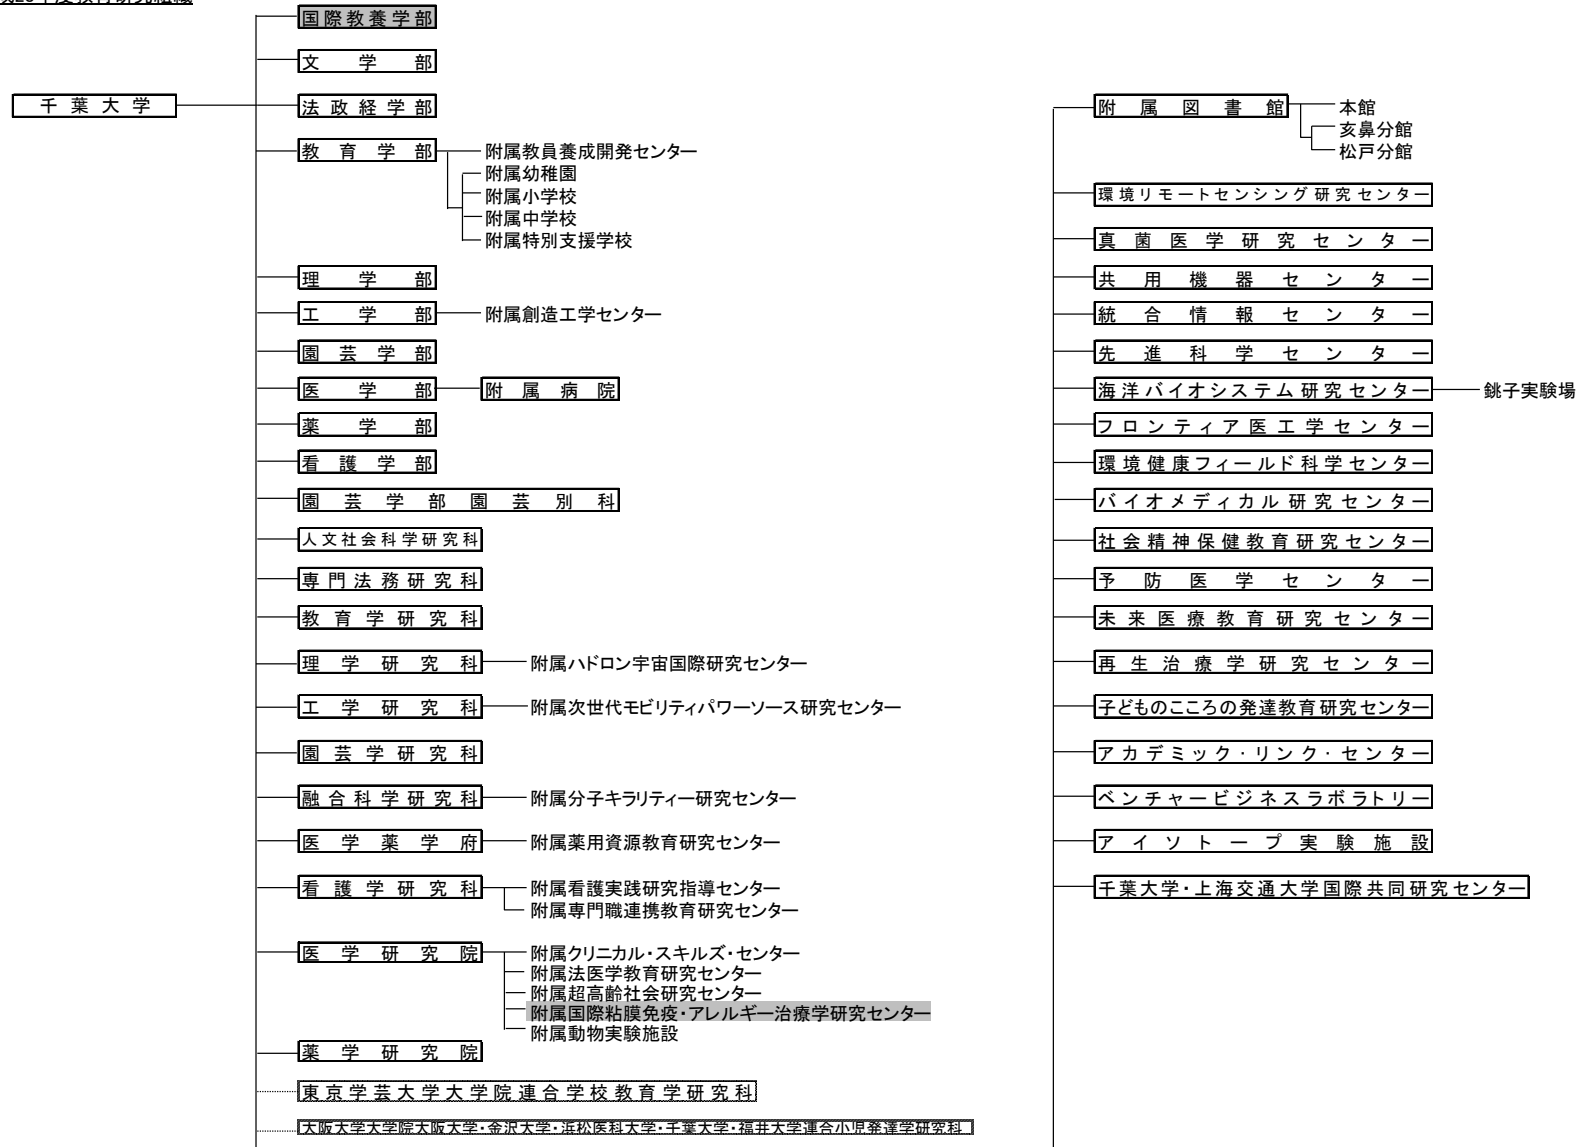 国際教養学部
文学部
千葉大学
法政経学部
教育学部
附属教員養成開発センター
附属幼稚園
附属小学校
附属中学校
附属特別支援学校
理学部
工学部
附属創造工学センター
園芸学部
医学部
附属病院
薬学部
看護学部
園芸学部園芸別科
人文社会科学研究科
専門法務研究科
教育学研究科
理学研究科
附属ハドロン宇宙国際研究センター
工学研究科
附属次世代モビリティパワーソース研究センター
園芸学研究科
融合科学研究科
附属分子キラリティー研究センター
医学薬学府
附属薬用資源教育研究センター
看護学研究科
附属看護実践研究指導センター
附属専門職連携教育研究センター
医学研究院
附属クリニカル・スキルズ・センター
附属法医学教育研究センター
附属超高齢社会研究センター
附属国際粘膜免疫・アレルギー治療学研究センター
附属動物実験施設
薬学研究院
東京学芸大学大学院連合学校教育学研究科
大阪大学大学院大阪大学・金沢大学・浜松医科大学・千葉大学・福井大学連合小児発達学研究科
附属図書館
本館
亥鼻分館
松戸分館
環境リモートセンシング研究センター
真菌医学研究センター
共用機器センター
統合情報センター
先進科学センター
海洋バイオシステム研究センター
銚子実験場
フロンティア医工学センター
環境健康フィールド科学センター
バイオメディカル研究センター
社会精神保健教育研究センター
予防医学センター
未来医療教育研究センター
再生治療学研究センター
子どものこころの発達教育研究センター
アカデミック・リンク・センター
ベンチャービジネスラボラトリー
アイソトープ実験施設
千葉大学・上海交通大学国際共同研究センター